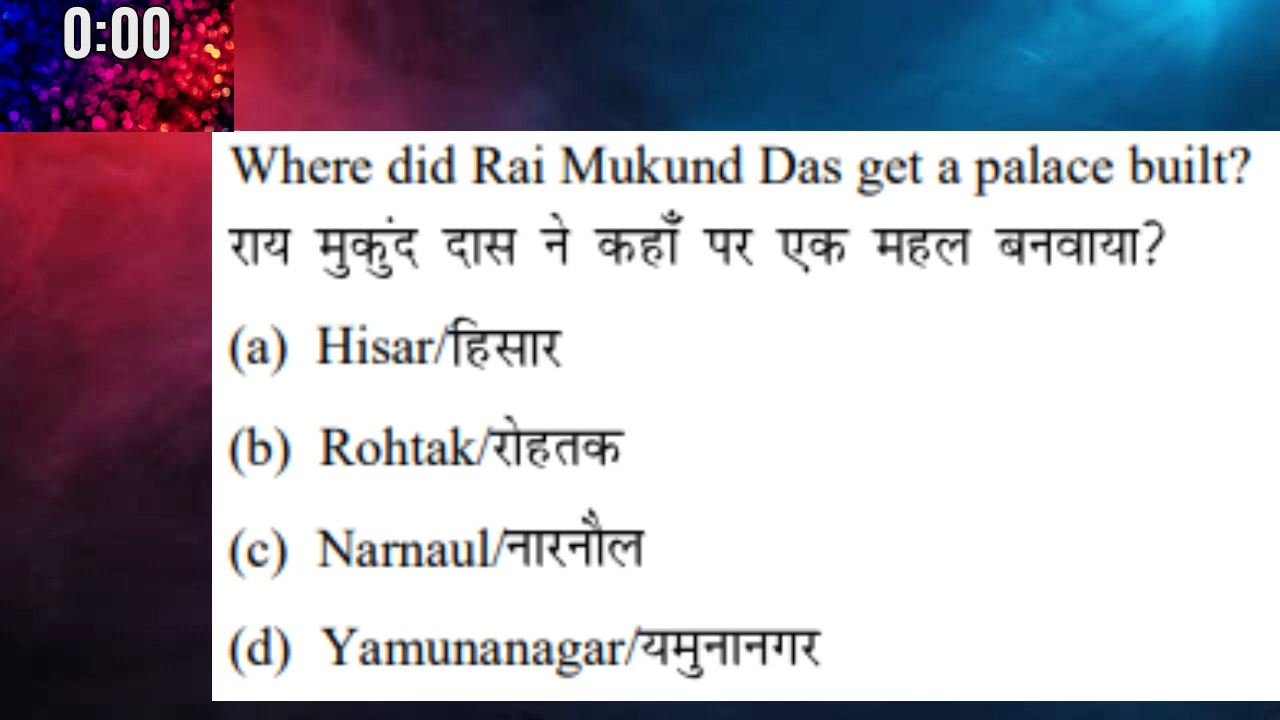 0:00
Where did Rai Mukund Das get a palace built?
राय मुकुंद दास ने कहाँ पर एक महल बनवाया?
(a) Hisar/हिसार
(b) Rohtak/रोहतक
(c) Narnaul/नारनौल
(d) Yamunanagar/यमुनानगर